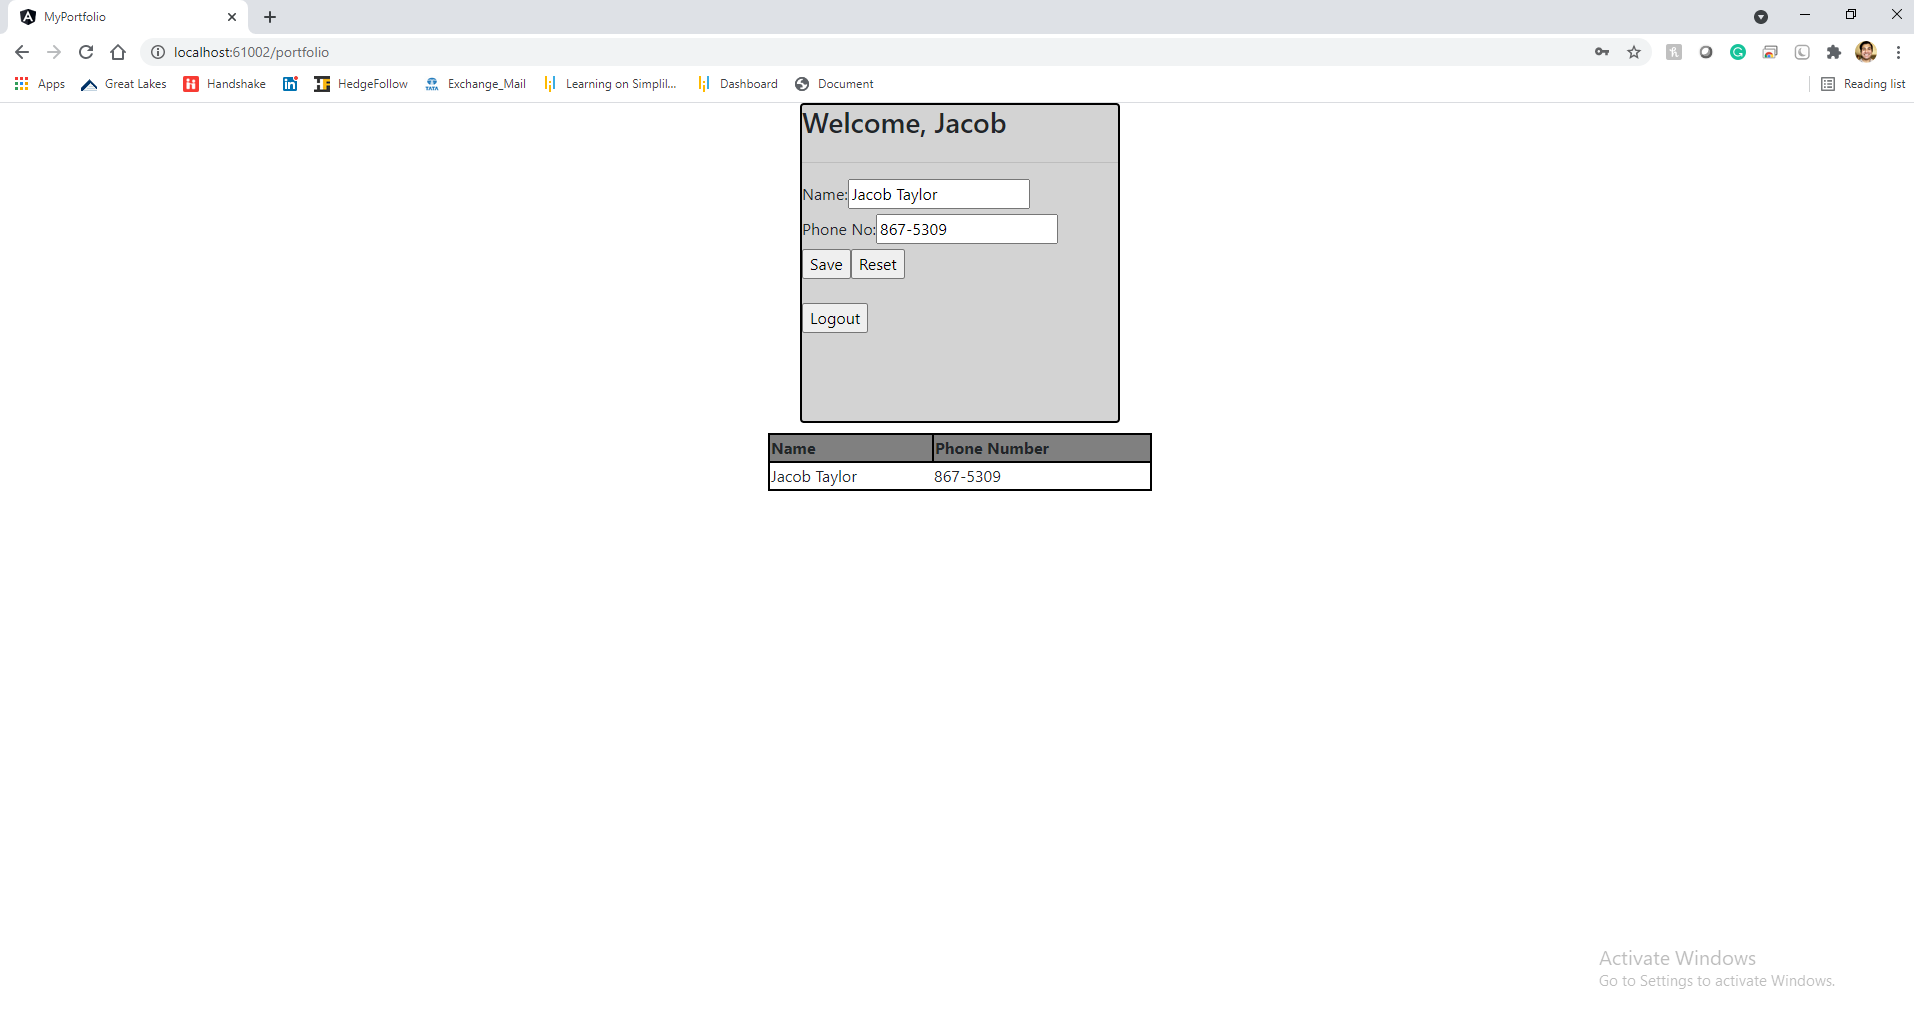 MyPortfolio
localhost:61002/portfolio
Apps Great Lakes Handshake HedgeFollow Exchange_Mail Learning on Simplil... Dashboard Document Reading list
Welcome, Jacob
Name: Jacob Taylor
Phone No: 867-5309
Save Reset
Logout
Name Phone Number
Jacob Taylor 867-5309
Activate Windows
Go to Settings to activate Windows.